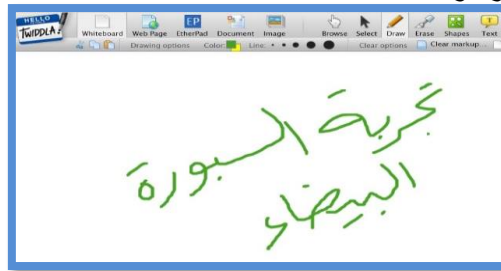 HELLO
TWIDDLA
Whiteboard Web Page EtherPad Document Image Browse Select Draw Erase Shapes Text
EP
Drawing options Color: Line: Clear options Clear markup...
تجربة السبورة
البيضاء